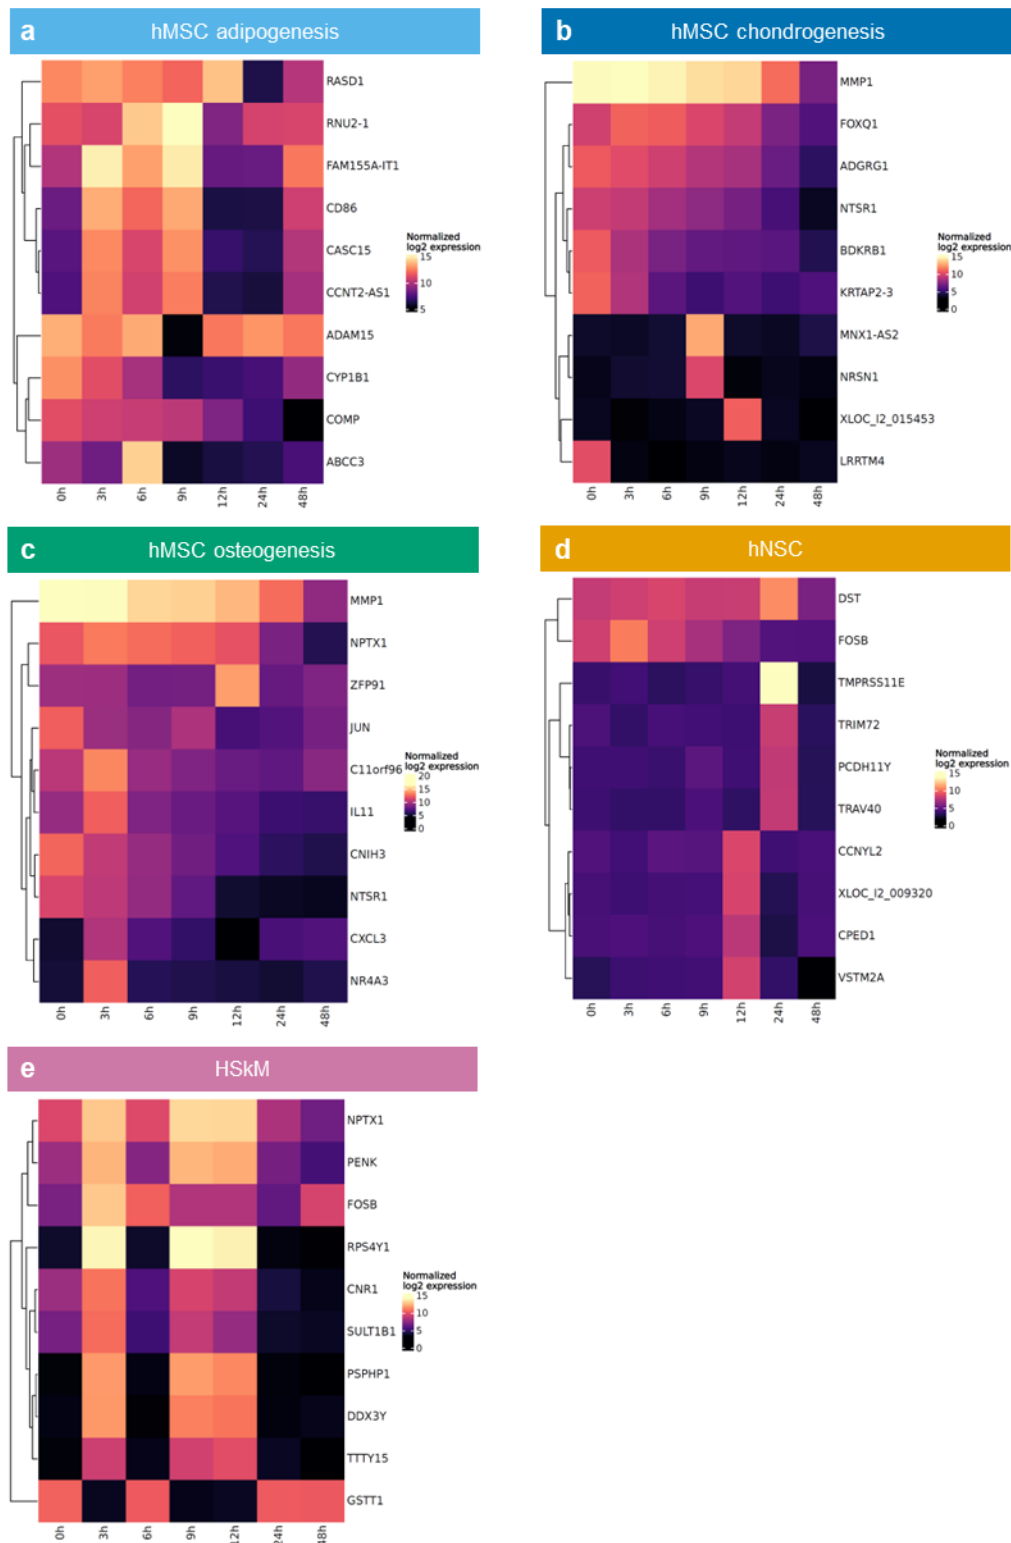 a hMSC adipogenesis
RASD1
RNU2-1
FAM155A-IT1
CD86
CASC15
CCNT2-AS1
ADAM15
CYP1B1
COMP
ABCC3
0h 3h 6h 9h 12h 24h 48h
Normalized
log2 expression
15
10
5
b hMSC chondrogenesis
MMP1
FOXQ1
ADGRG1
NTSR1
BDKRB1
KRTAP2-3
MNX1-AS2
NRSN1
XLOC_l2_015453
LRRTM4
0h 3h 6h 9h 12h 24h 48h
Normalized
log2 expression
15
10
5
0
c hMSC osteogenesis
MMP1
NPTX1
ZFP91
JUN
C11orf96
IL11
CNIH3
NTSR1
CXCL3
NR4A3
0h 3h 6h 9h 12h 24h 48h
Normalized
log2 expression
20
15
10
5
0
d hNSC
DST
FOSB
TMPRSS11E
TRIM72
PCDH11Y
TRAV40
CCNYL2
XLOC_l2_009320
CPED1
VSTM2A
0h 3h 6h 9h 12h 24h 48h
Normalized
log2 expression
15
10
5
0
e HSkM
NPTX1
PENK
FOSB
RPS4Y1
CNR1
SULT1B1
PSPHP1
DDX3Y
TTTY15
GSTT1
0h 3h 6h 9h 12h 24h 48h
Normalized
log2 expression
15
10
5
0